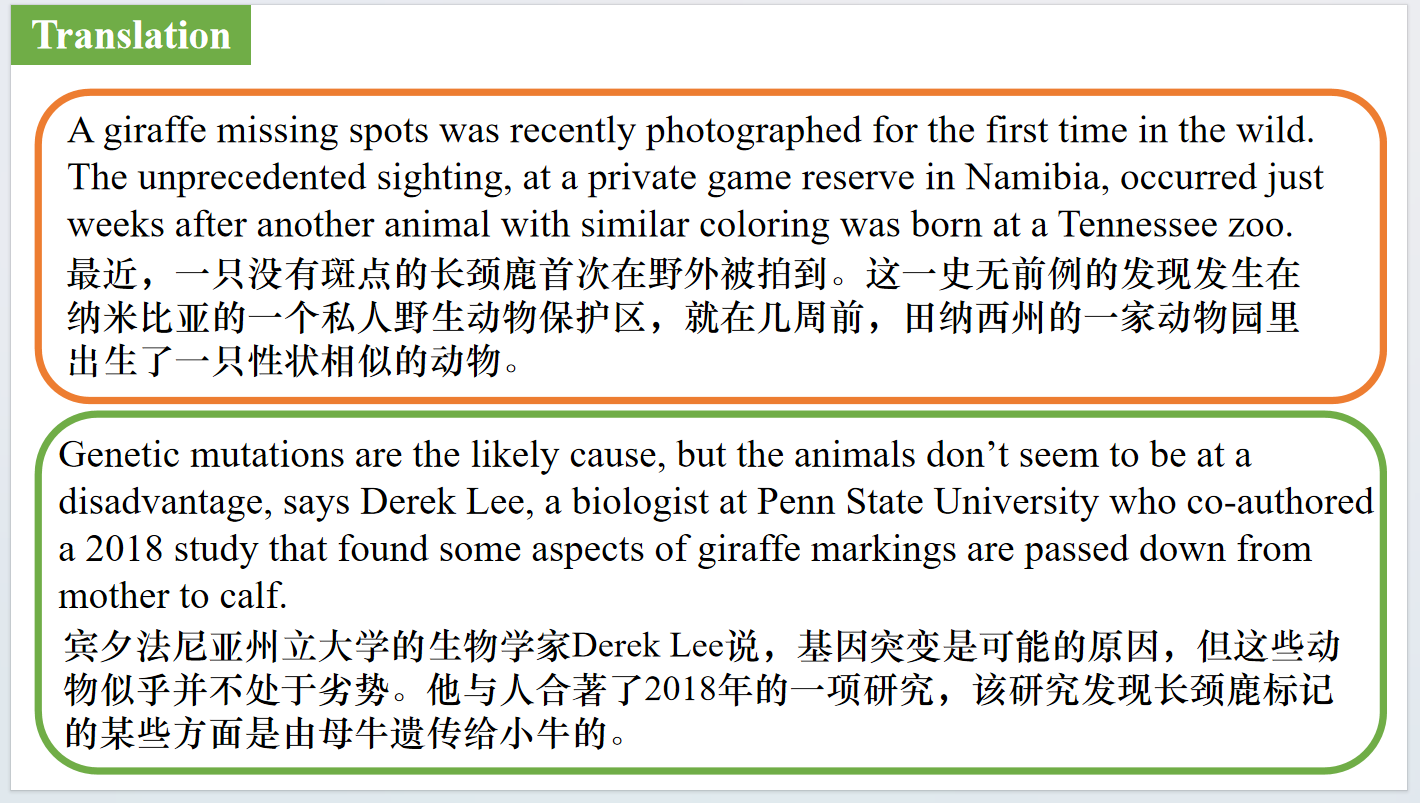 Translation
A giraffe missing spots was recently photographed for the first time in the wild.
The unprecedented sighting, at a private game reserve in Namibia, occurred just
weeks after another animal with similar coloring was born at a Tennessee zoo.
最近，一只没有斑点的长颈鹿首次在野外被拍到。这一史无前例的发现发生在
纳米比亚的一个私人野生动物保护区，就在几周前，田纳西州的一家动物园里
出生了一只性状相似的动物。
Genetic mutations are the likely cause, but the animals don’t seem to be at a
disadvantage, says Derek Lee, a biologist at Penn State University who co-authored
a 2018 study that found some aspects of giraffe markings are passed down from
mother to calf.
宾夕法尼亚州立大学的生物学家Derek Lee说，基因突变是可能的原因，但这些动
物似乎并不处于劣势。他与人合著了2018年的一项研究，该研究发现长颈鹿标记
的某些方面是由母牛遗传给小牛的。